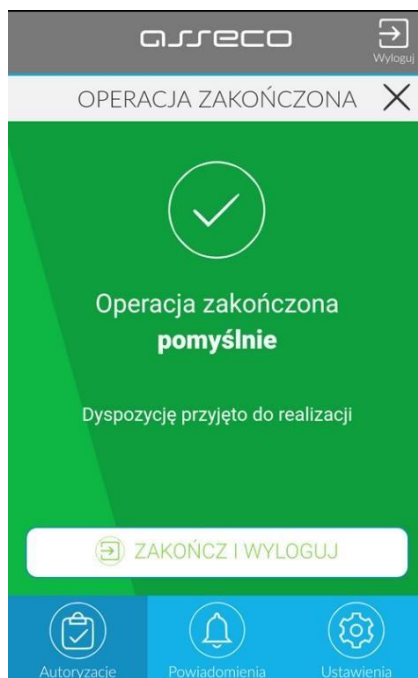 asseco
Wyloguj
OPERACJA ZAKOŃCZONA
Operacja zakończona
pomyślnie
Dyspozycję przyjęto do realizacji
ZAKOŃCZ I WYLOGUJ
Autoryzacje Powiadomienia Ustawienia